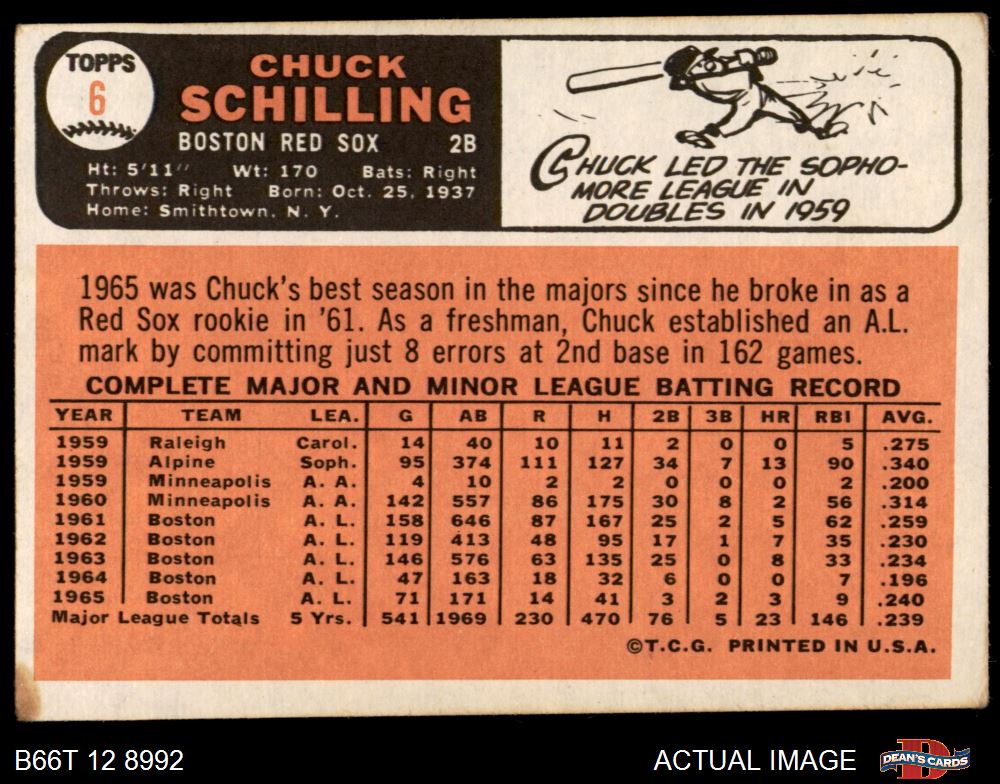 TOPPS
6
CHUCK
SCHILLING
BOSTON RED SOX 2B
Ht: 5'11" Wt: 170 Bats: Right
Throws: Right Born: Oct. 25, 1937
Home: Smithtown, N. Y.
CHUCK LED THE SOPHO-
MORE LEAGUE IN
DOUBLES IN 1959
1965 was Chuck's best season in the majors since he broke in as a
Red Sox rookie in '61. As a freshman, Chuck established an A.L.
mark by committing just 8 errors at 2nd base in 162 games.
COMPLETE MAJOR AND MINOR LEAGUE BATTING RECORD
YEAR TEAM LEA. G AB R H 2B 3B HR RBI AVG.
1959 Raleigh Carol. 14 40 10 11 2 0 0 5 .275
1959 Alpine Soph. 95 374 111 127 34 7 13 90 .340
1959 Minneapolis A. A. 4 10 2 2 0 0 0 2 .200
1960 Minneapolis A. A. 142 557 86 175 30 8 2 56 .314
1961 Boston A. L. 158 646 87 167 25 2 5 62 .259
1962 Boston A. L. 119 413 48 95 17 1 7 35 .230
1963 Boston A. L. 146 576 63 135 25 0 8 33 .234
1964 Boston A. L. 47 163 18 32 6 0 0 7 .196
1965 Boston A. L. 71 171 14 41 3 2 3 9 .240
Major League Totals 5 Yrs. 541 1969 230 470 76 5 23 146 .239
©T.C.G. PRINTED IN U.S.A.
B66T 12 8992 ACTUAL IMAGE DEAN'S CARDS